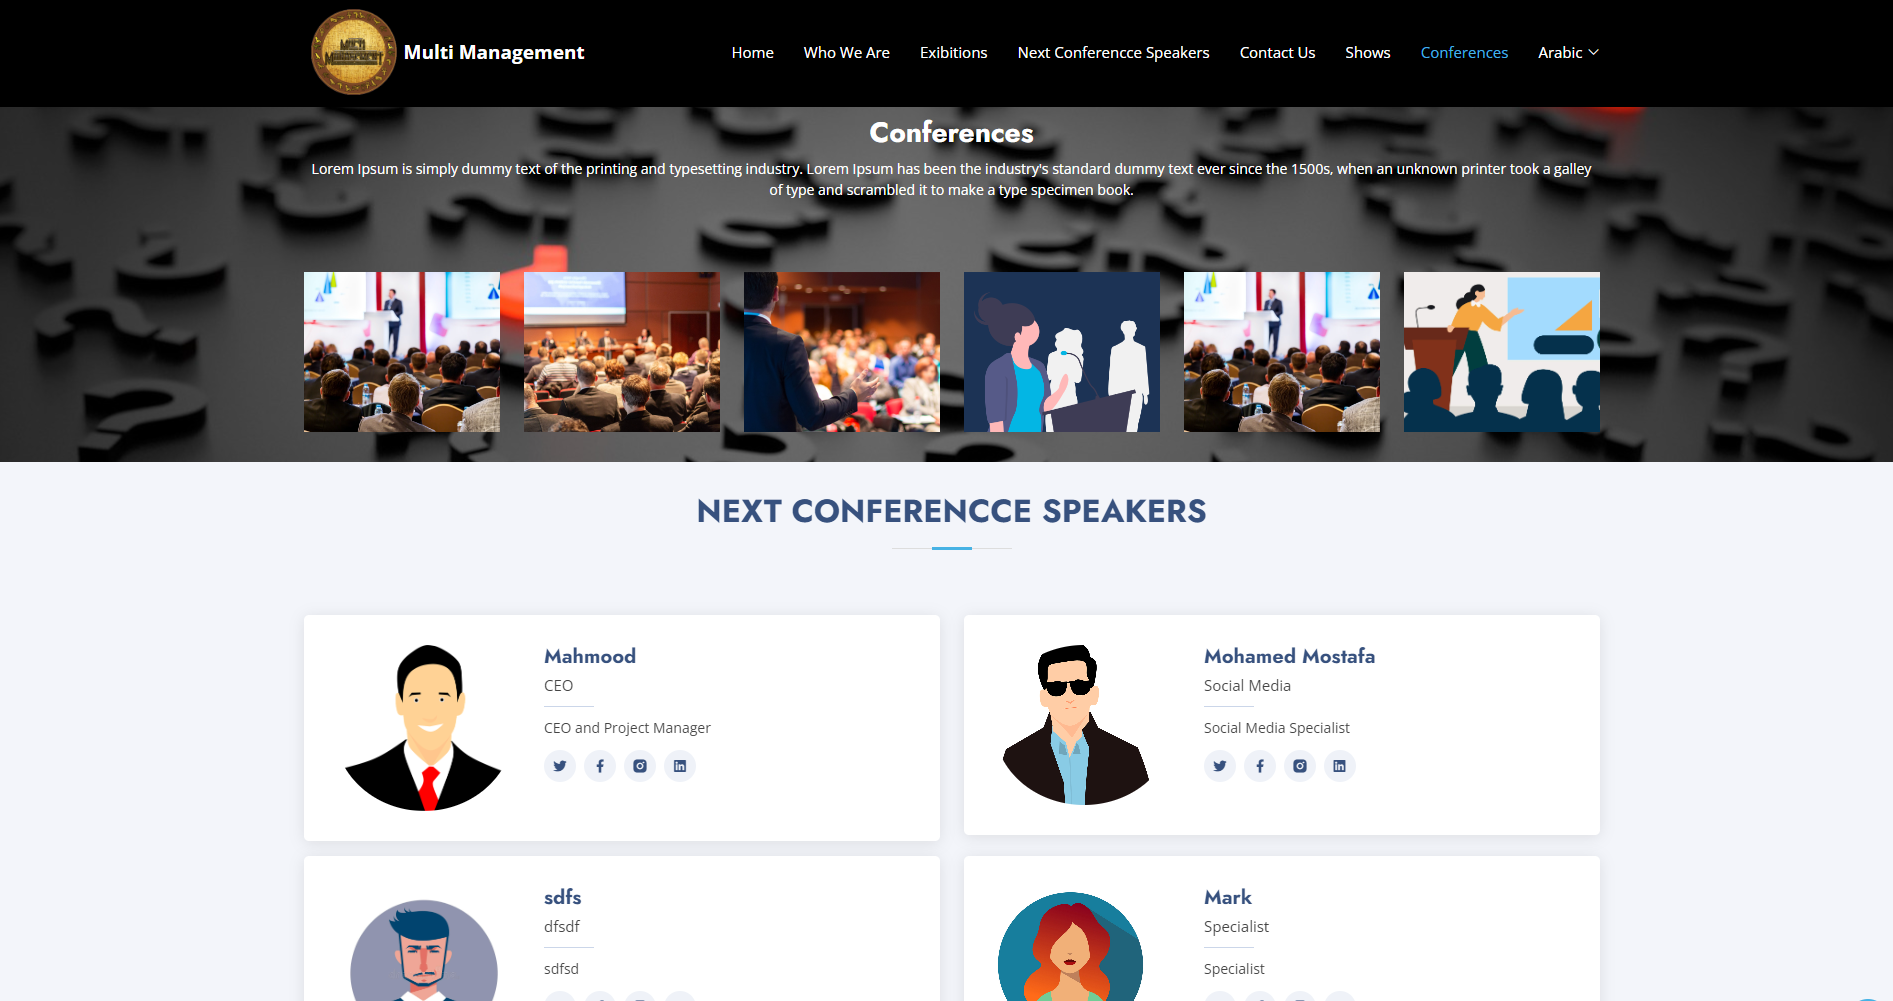 Multi Management
Home
Who We Are
Exibitions
Next Conferencce Speakers
Contact Us
Shows
Conferences
Arabic
Conferences
Lorem Ipsum is simply dummy text of the printing and typesetting industry. Lorem Ipsum has been the industry's standard dummy text ever since the 1500s, when an unknown printer took a galley
of type and scrambled it to make a type specimen book.
NEXT CONFERENCCE SPEAKERS
Mahmood
CEO
CEO and Project Manager
Mohamed Mostafa
Social Media
Social Media Specialist
sdfs
dfsdf
sdfsd
Mark
Specialist
Specialist